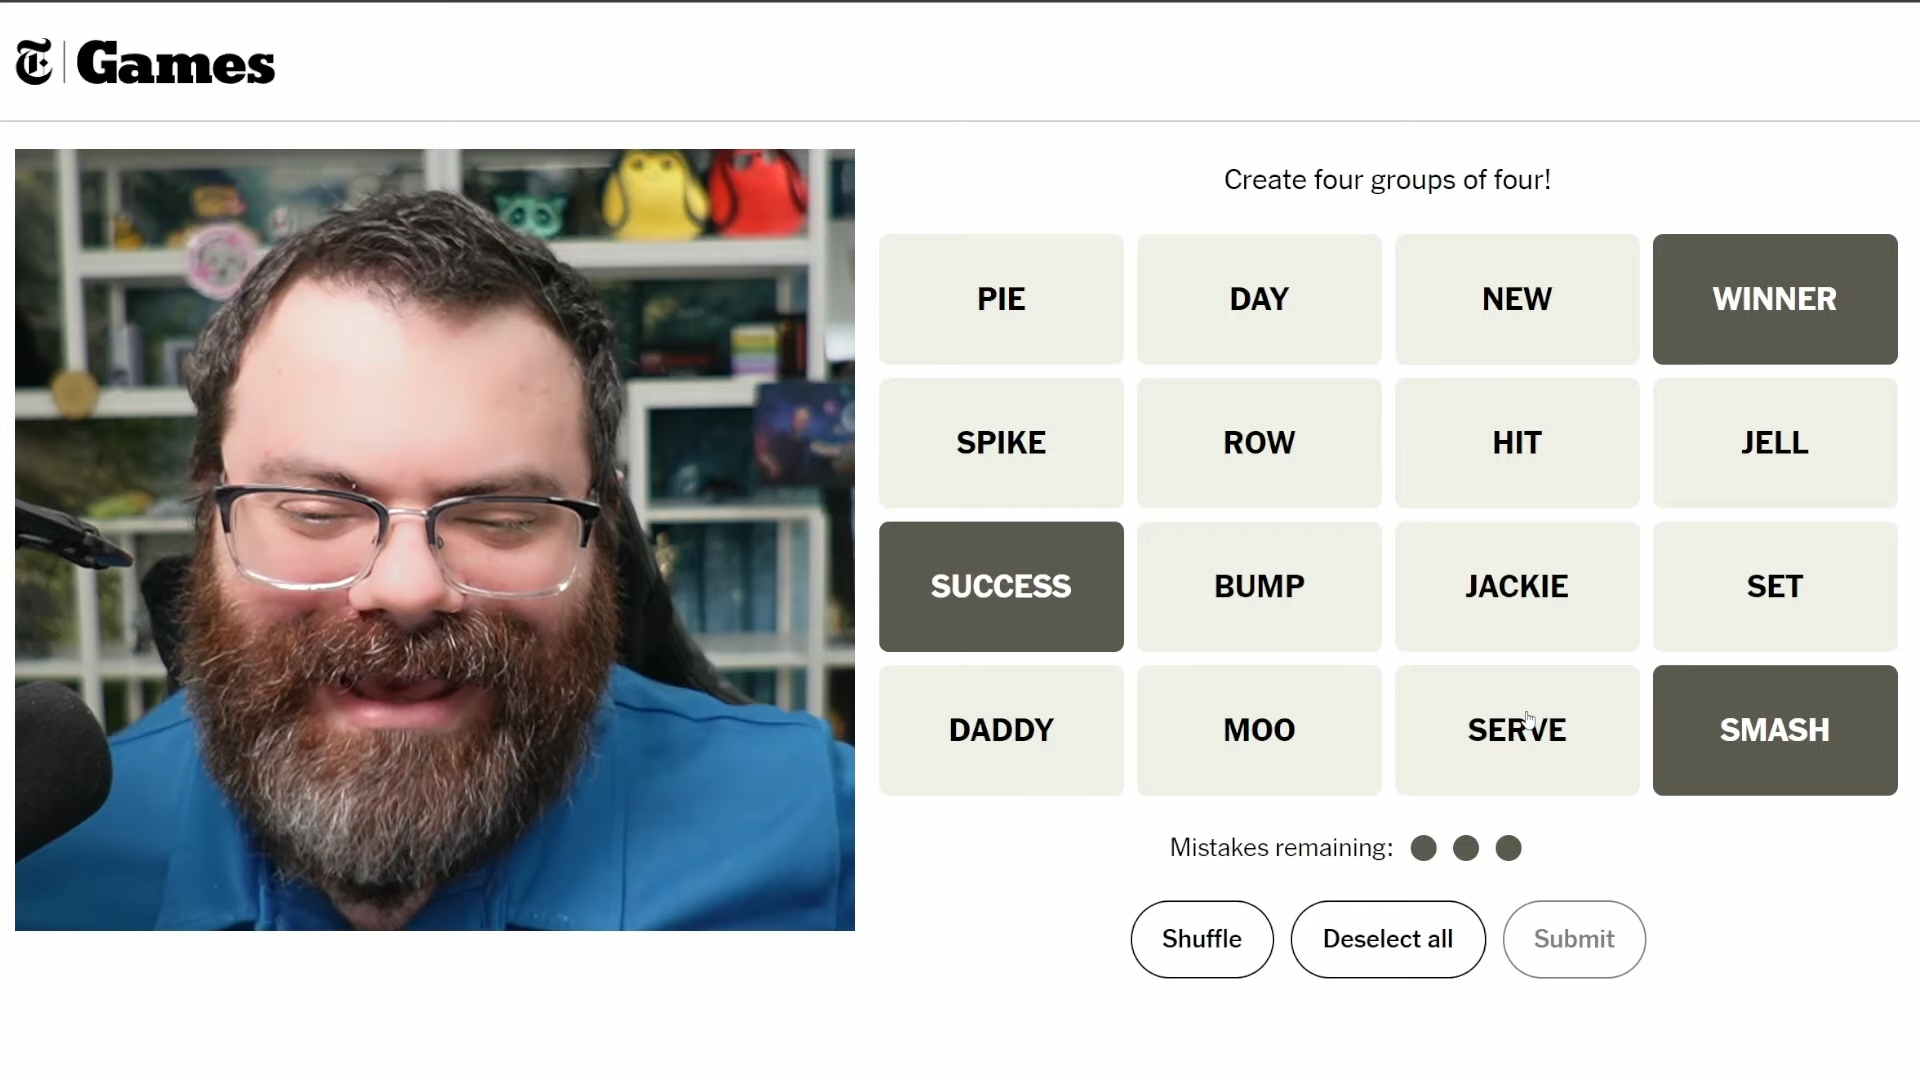 T Games
Create four groups of four!
PIE DAY NEW WINNER
SPIKE ROW HIT JELL
SUCCESS BUMP JACKIE SET
DADDY MOO SERVE SMASH
Mistakes remaining:
Shuffle Deselect all Submit